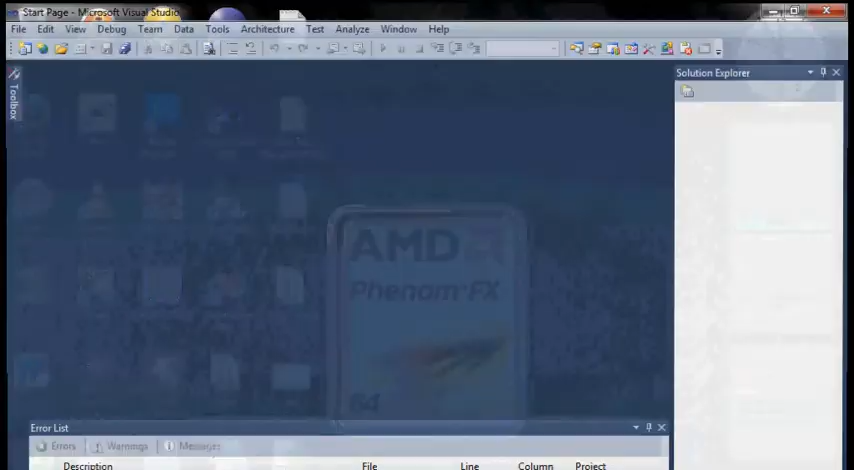 Start Page - Microsoft Visual Studio
File Edit View Debug Team Data Tools Architecture Test Analyze Window Help
Solution Explorer
Toolbox
AMD
Phenom FX
64
Error List
Errors Warnings Messages
Description File Line Column Project